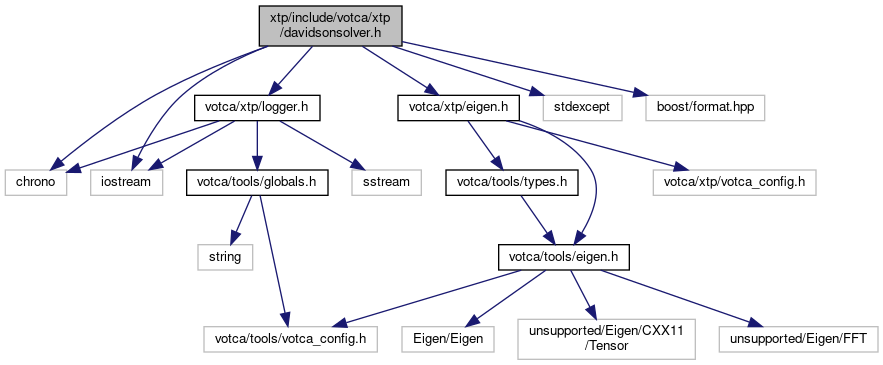 xtp/include/votca/xtp
/davidsonsolver.h
votca/xtp/logger.h
votca/xtp/eigen.h
stdexcept
boost/format.hpp
chrono
iostream
votca/tools/globals.h
sstream
votca/tools/types.h
votca/xtp/votca_config.h
string
votca/tools/eigen.h
votca/tools/votca_config.h
Eigen/Eigen
unsupported/Eigen/CXX11
/Tensor
unsupported/Eigen/FFT